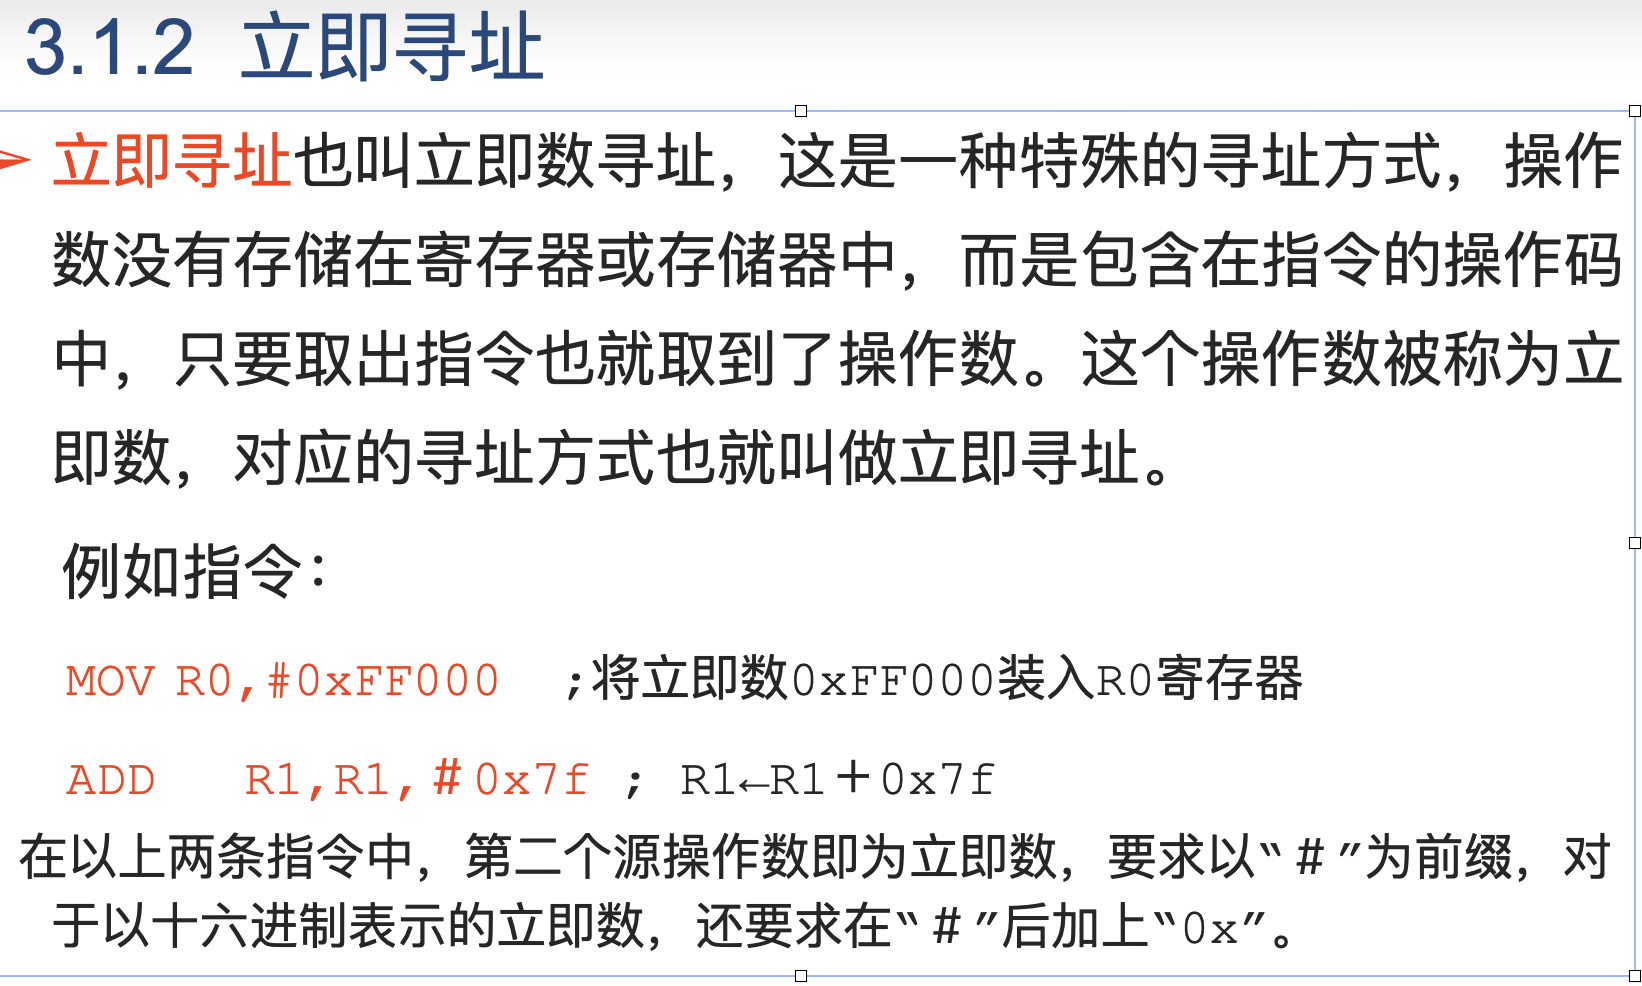 3.1.2 立即寻址
立即寻址也叫立即数寻址，这是一种特殊的寻址方式，操作
数没有存储在寄存器或存储器中，而是包含在指令的操作码
中，只要取出指令也就取到了操作数。这个操作数被称为立
即数，对应的寻址方式也就叫做立即寻址。
例如指令：
MOV R0,#0xFF000 ;将立即数0xFF000装入R0寄存器
ADD R1,R1,＃0x7f ; R1←R1＋0x7f
在以上两条指令中，第二个源操作数即为立即数，要求以“＃”为前缀，对
于以十六进制表示的立即数，还要求在“＃”后加上“0x”。